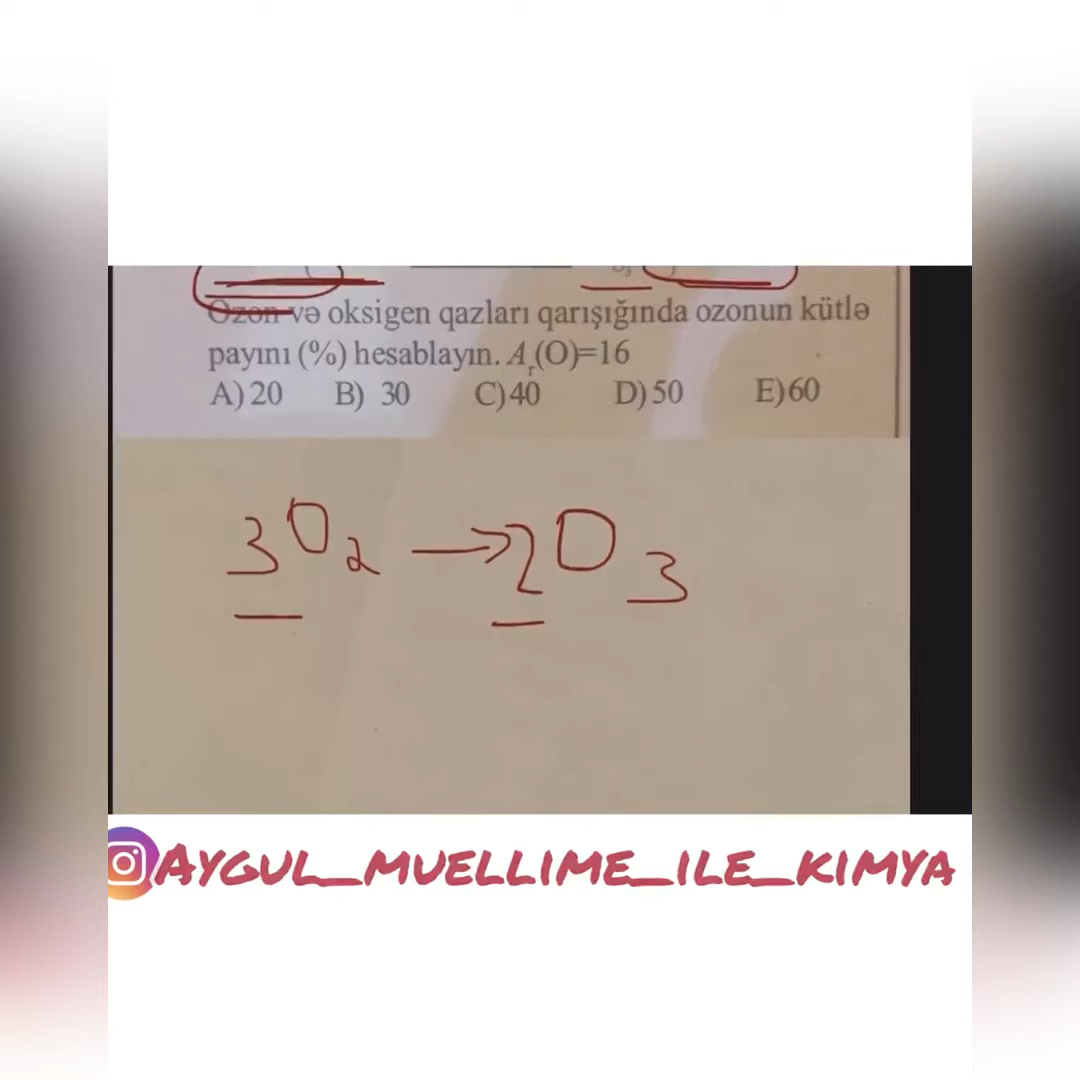 Ozon və oksigen qazları qarışığında ozonun kütlə
payını (%) hesablayın. Aᵣ(O)=16
A) 20 B) 30 C) 40 D) 50 E) 60
3O₂ → 2O₃
AYGUL_MUELLIME_ILE_KIMYA